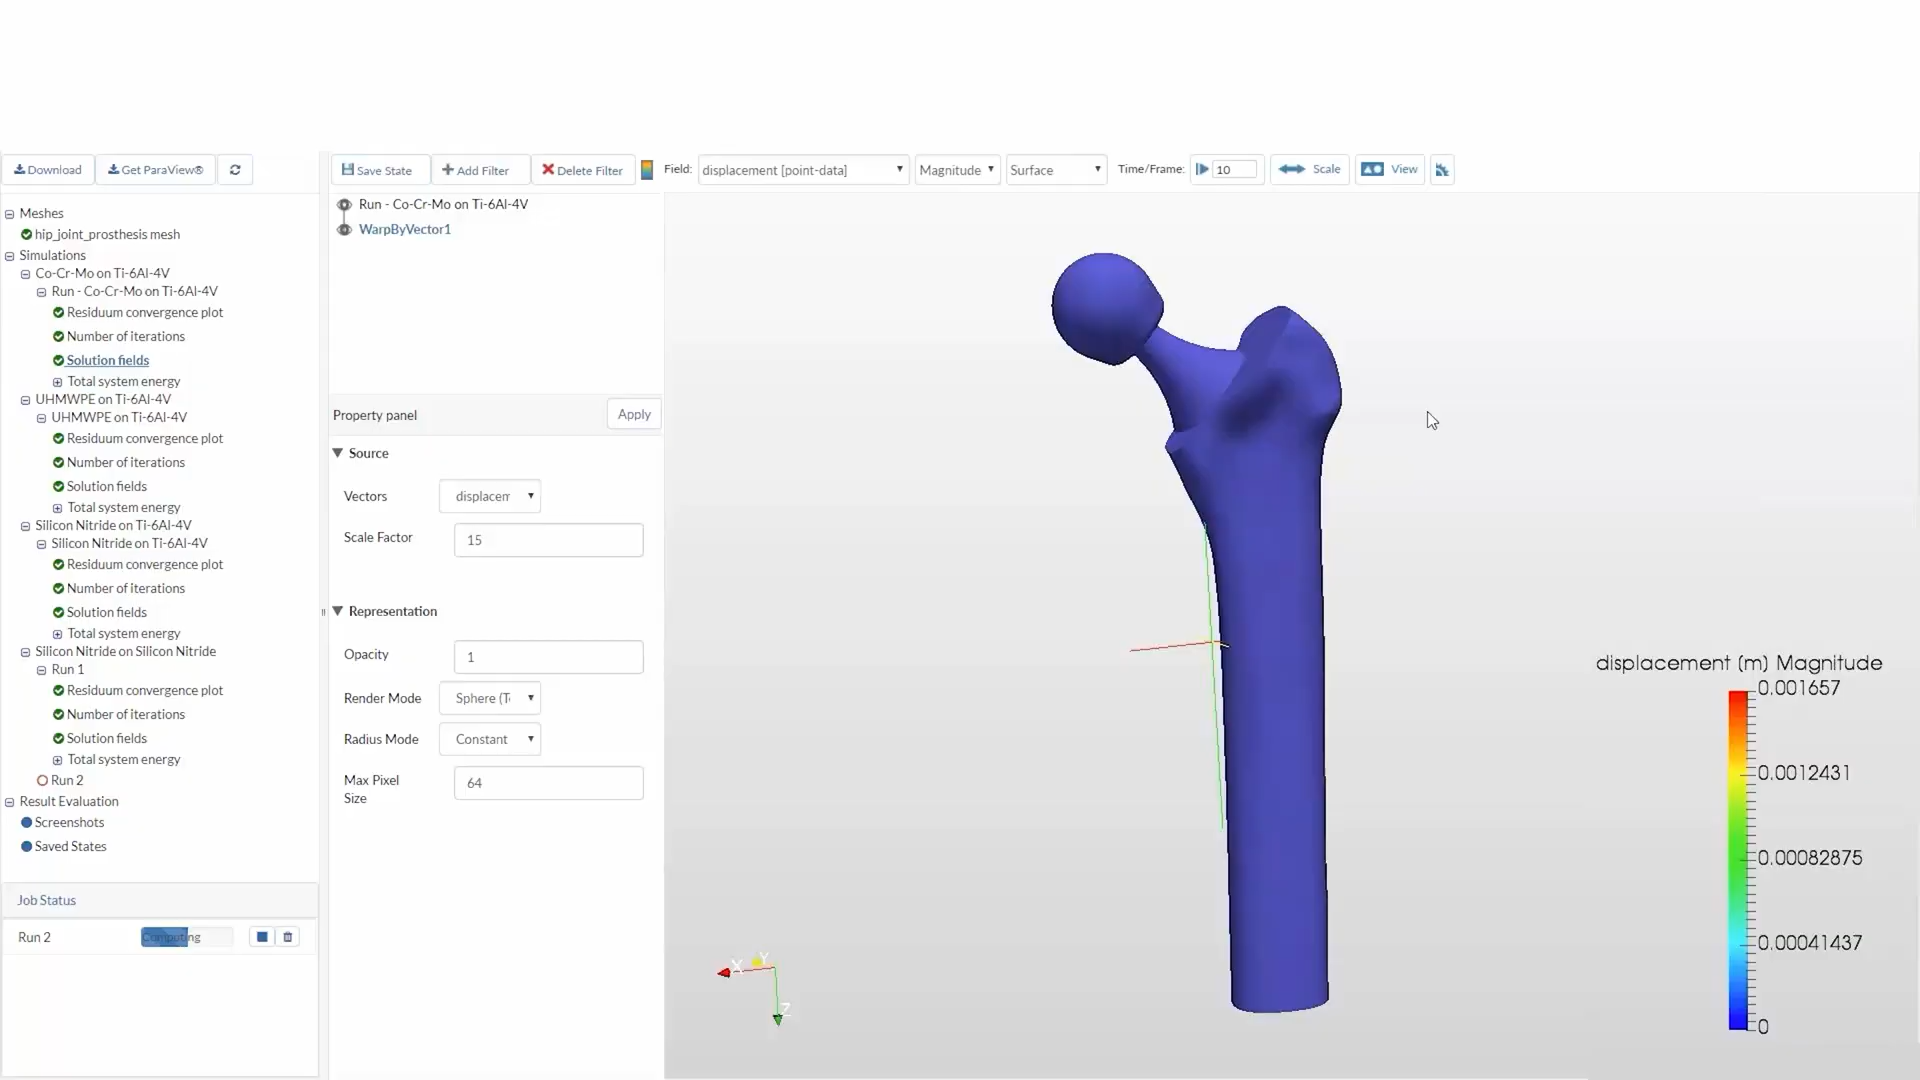 Download
Get ParaView®
Save State
Add Filter
Delete Filter
Field:
displacement [point-data]
Magnitude
Surface
Time/Frame:
10
Scale
View
Meshes
hip_joint_prosthesis mesh
Simulations
Co-Cr-Mo on Ti-6Al-4V
Run - Co-Cr-Mo on Ti-6Al-4V
Residuum convergence plot
Number of iterations
Solution fields
Total system energy
UHMWPE on Ti-6Al-4V
UHMWPE on Ti-6Al-4V
Residuum convergence plot
Number of iterations
Solution fields
Total system energy
Silicon Nitride on Ti-6Al-4V
Silicon Nitride on Ti-6Al-4V
Residuum convergence plot
Number of iterations
Solution fields
Total system energy
Silicon Nitride on Silicon Nitride
Run 1
Residuum convergence plot
Number of iterations
Solution fields
Total system energy
Run 2
Result Evaluation
Screenshots
Saved States
Job Status
Run 2
Computing
Run - Co-Cr-Mo on Ti-6Al-4V
WarpByVector1
Property panel
Apply
Source
Vectors
displacem
Scale Factor
15
Representation
Opacity
1
Render Mode
Sphere (T
Radius Mode
Constant
Max Pixel
Size
64
X
Y
Z
displacement (m) Magnitude
0.001657
0.0012431
0.00082875
0.00041437
0